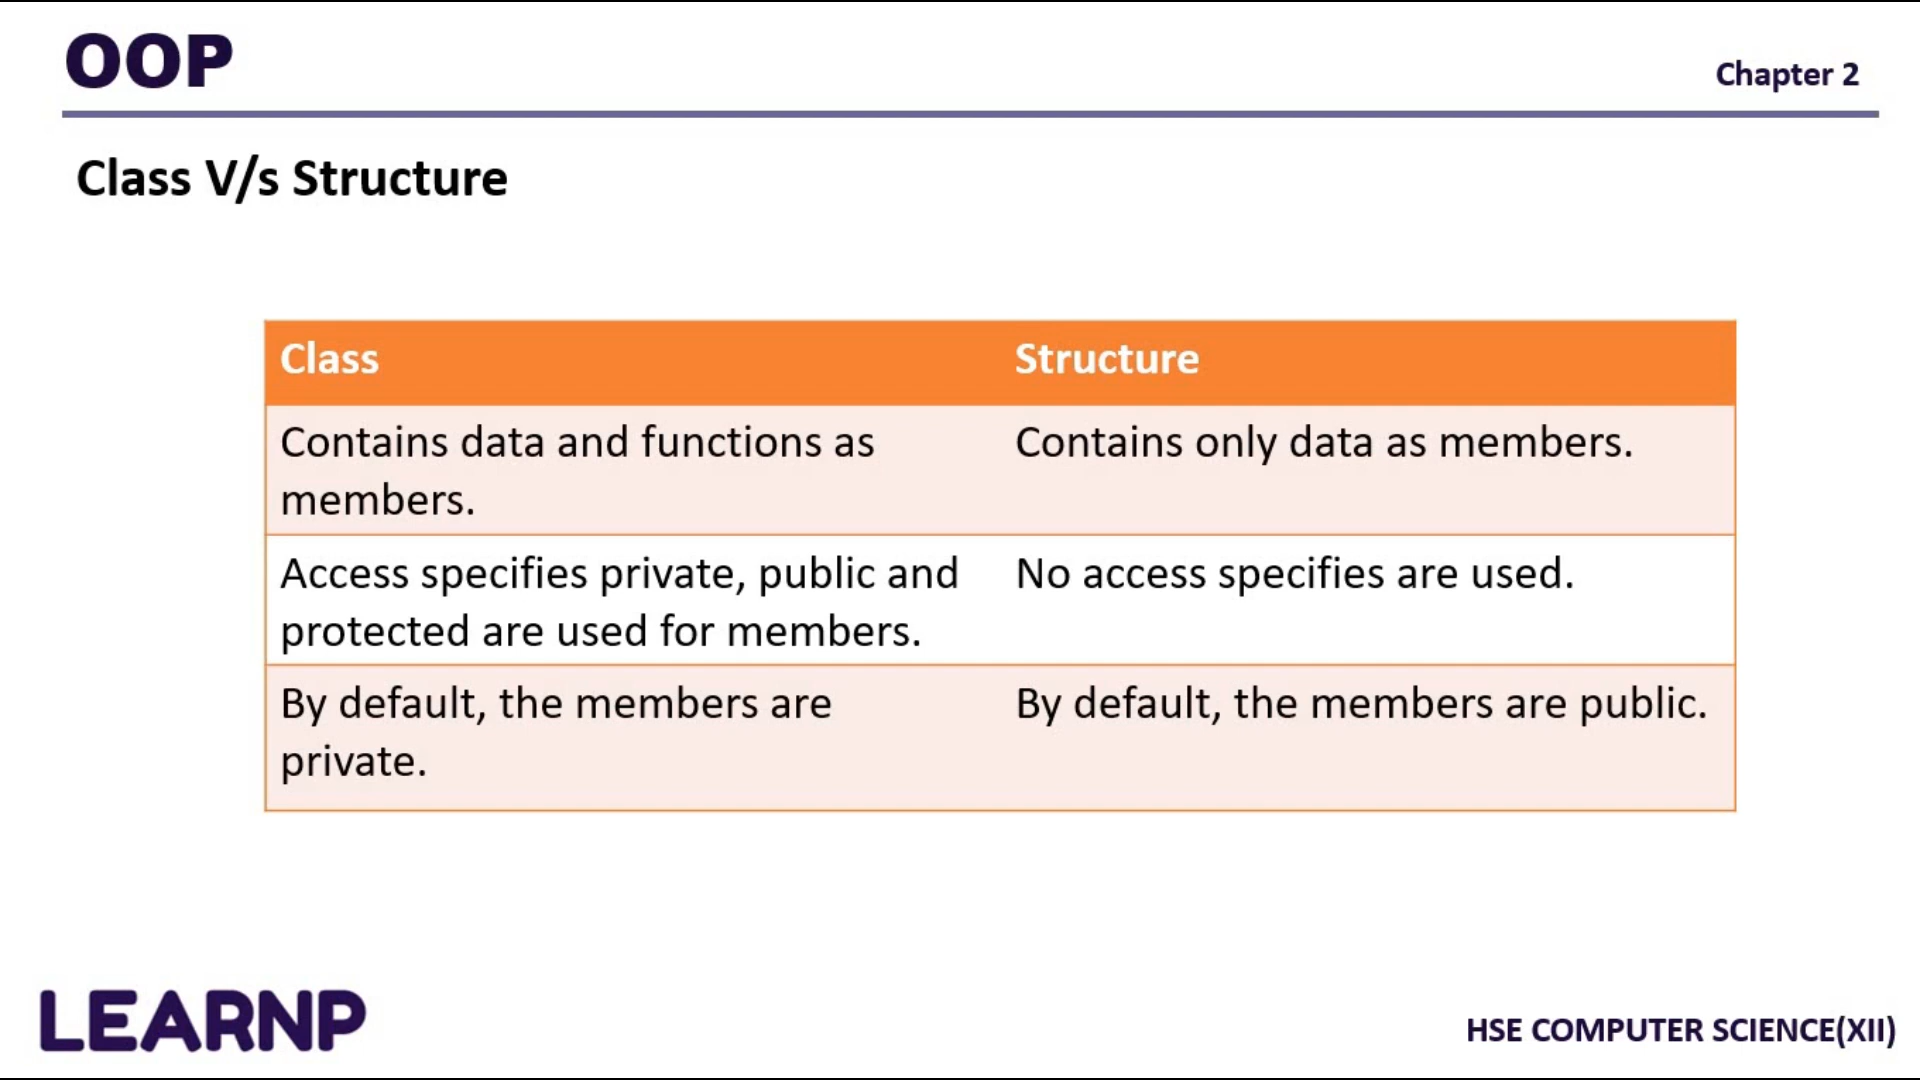 OOP
Chapter 2
Class V/s Structure
Class
Structure
Contains data and functions as
members.
Contains only data as members.
Access specifies private, public and
protected are used for members.
No access specifies are used.
By default, the members are
private.
By default, the members are public.
LEARNP
HSE COMPUTER SCIENCE(XII)